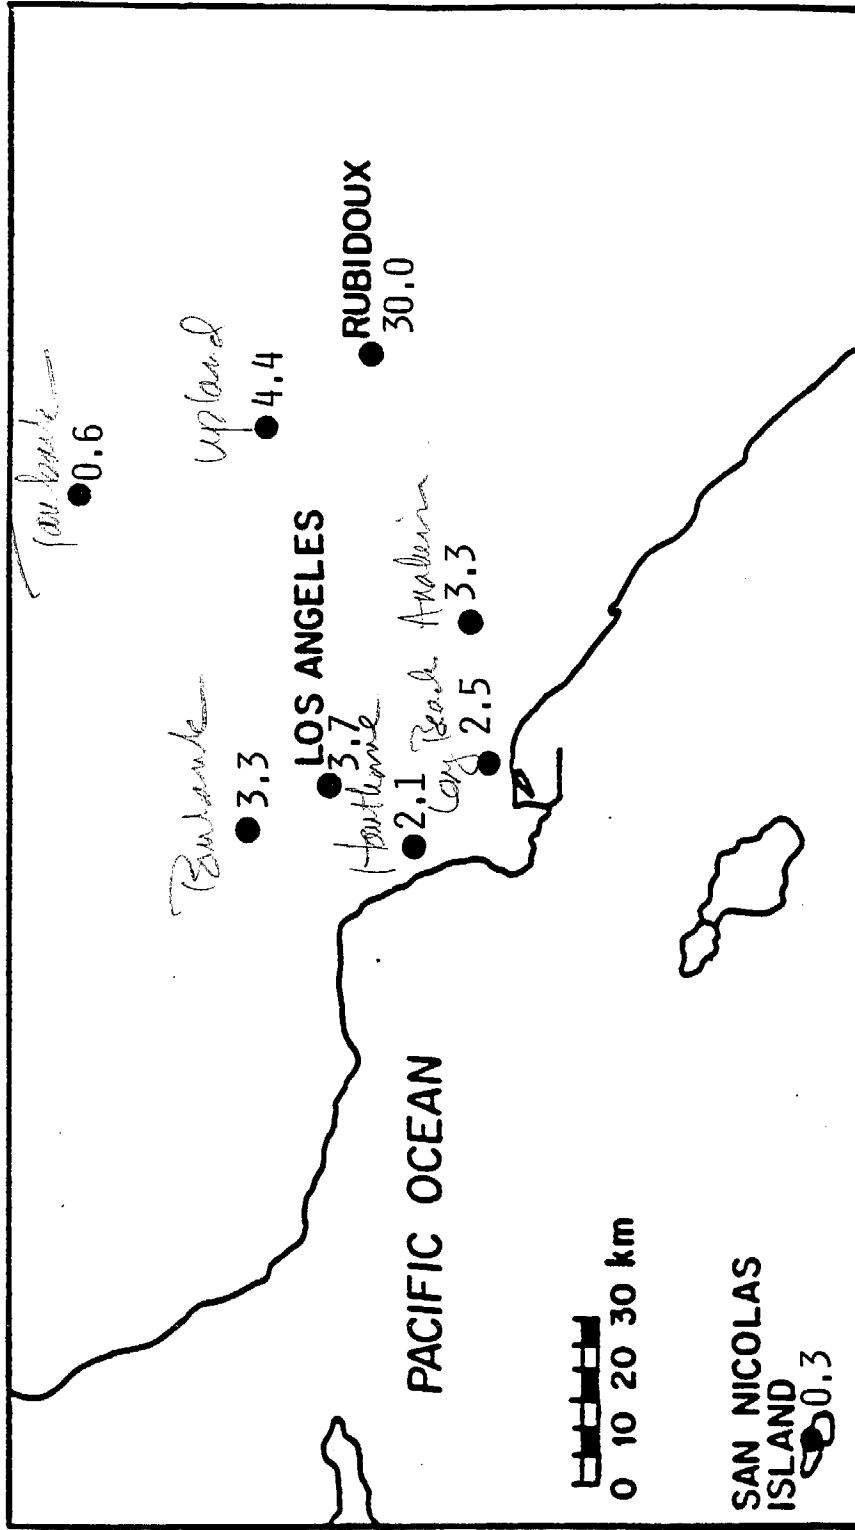 0.6
Upland
4.4
RUBIDOUX
30.0
Burbank
3.3
LOS ANGELES
3.7
Hawthorne
2.1
Long Beach
2.5
Anaheim
3.3
PACIFIC OCEAN
0 10 20 30 km
SAN NICOLAS
ISLAND
0.3